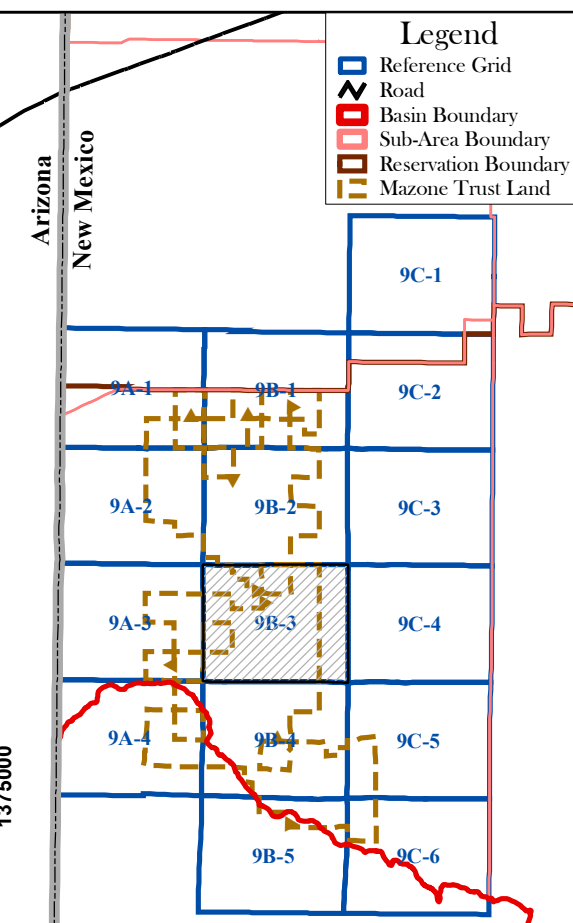 Legend
Reference Grid
Road
Basin Boundary
Sub-Area Boundary
Reservation Boundary
Mazone Trust Land
Arizona
New Mexico
9C-1
9A-1 9B-1 9C-2
9A-2 9B-2 9C-3
9A-3 9B-3 9C-4
9A-4 9B-4 9C-5
1375000
9B-5 9C-6